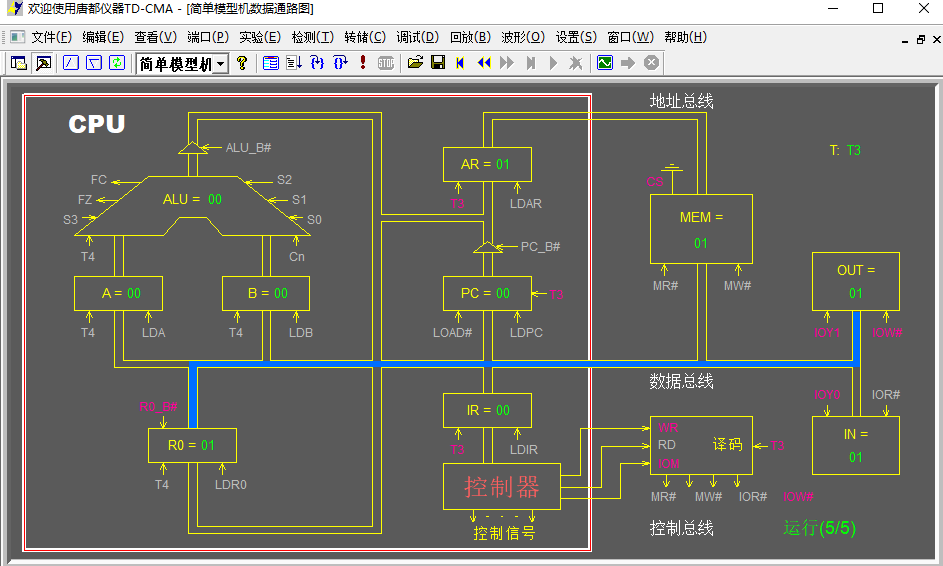 欢迎使用唐都仪器TD-CMA - [简单模型机数据通路图]
文件(F) 编辑(E) 查看(V) 端口(P) 实验(E) 检测(T) 转储(C) 调试(D) 回放(B) 波形(O) 设置(S) 窗口(W) 帮助(H)
简单模型机
STOP
CPU
地址总线
ALU_B#
T: T3
FC
S2
AR = 01
FZ
ALU = 00
S1
CS
S3
S0
T3
LDAR
MEM =
01
T4
Cn
PC_B#
MR#
MW#
OUT =
01
A = 00
B = 00
PC = 00
T3
T4
LDA
T4
LDB
LOAD#
LDPC
IOY1
IOW#
数据总线
R0_B#
IOY0
IOR#
IR = 00
R0 = 01
T3
LDIR
WR
RD
IOM
译码
T3
IN =
01
T4
LDR0
控制器
MR#
MW#
IOR#
IOW#
控制信号
控制总线
运行(5/5)